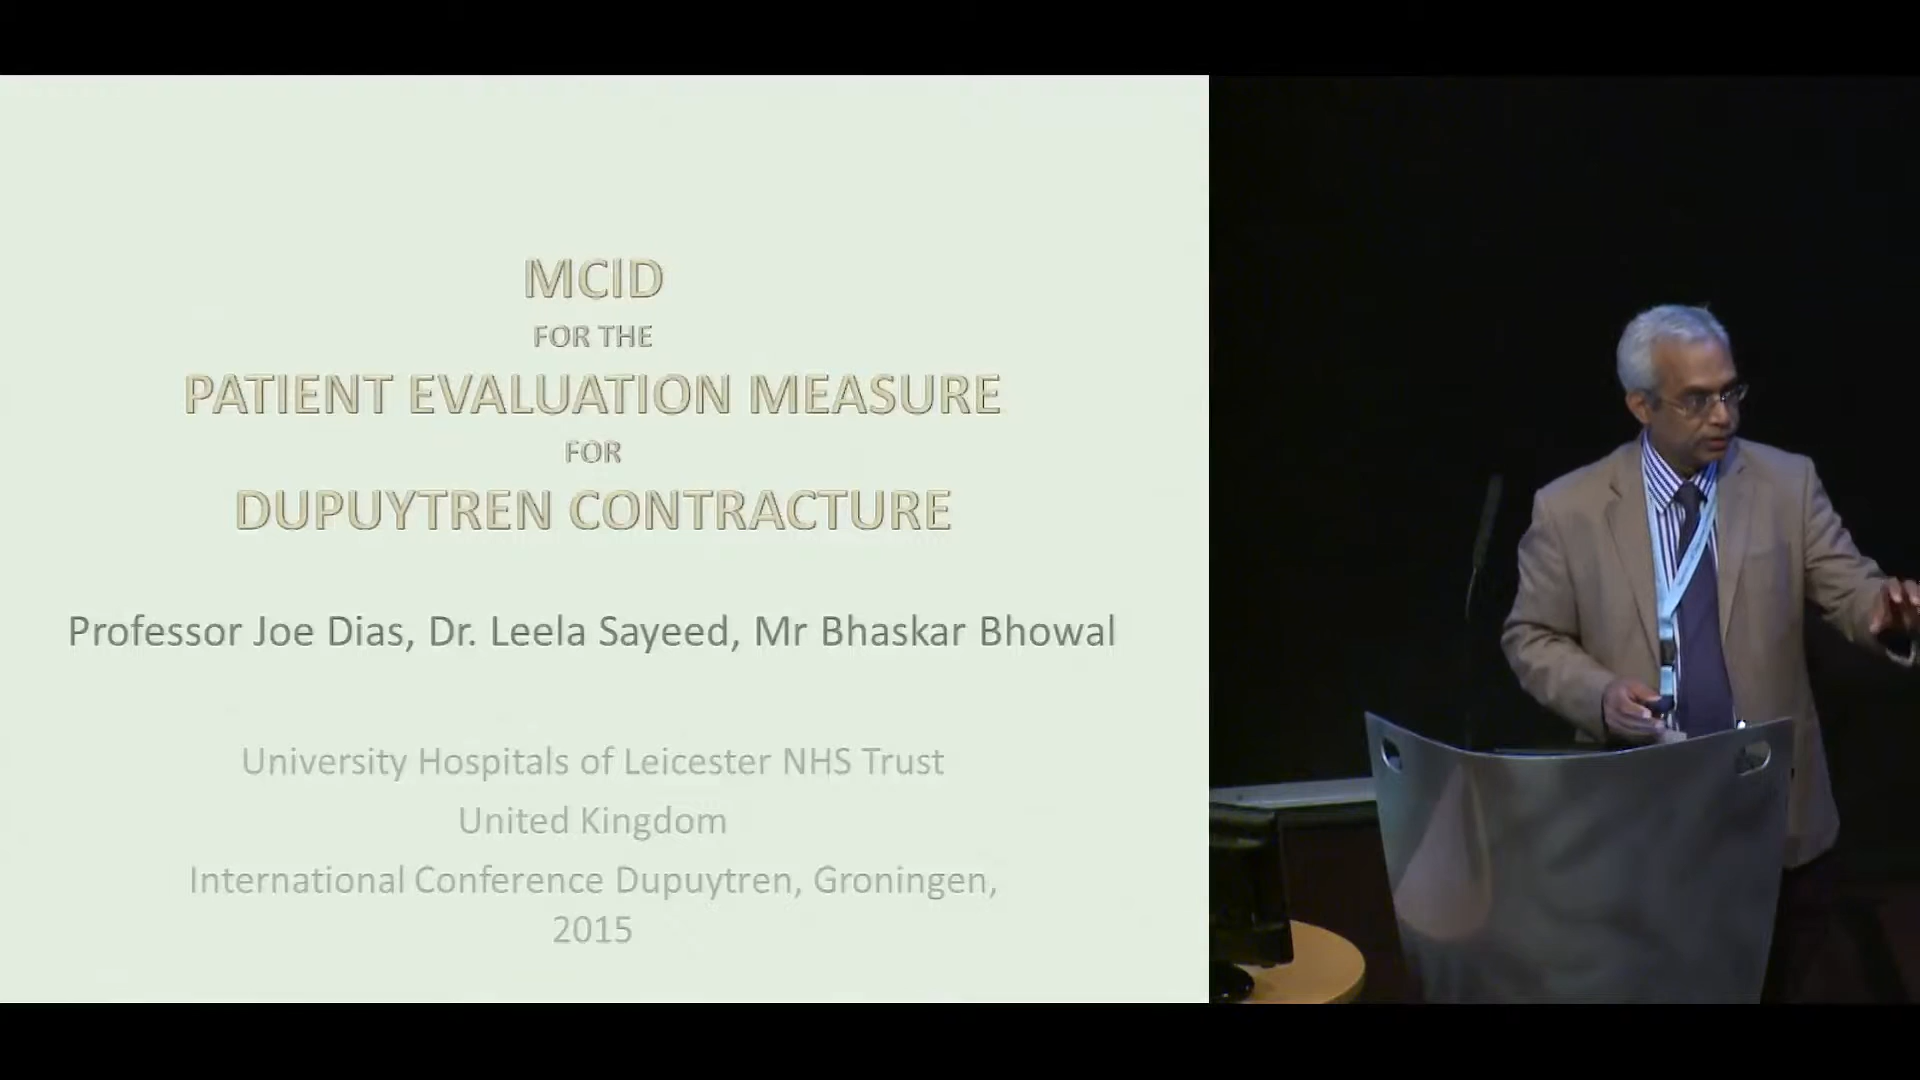 MCID
FOR THE
PATIENT EVALUATION MEASURE
FOR
DUPUYTREN CONTRACTURE
Professor Joe Dias, Dr. Leela Sayeed, Mr Bhaskar Bhowal
University Hospitals of Leicester NHS Trust
United Kingdom
International Conference Dupuytren, Groningen,
2015